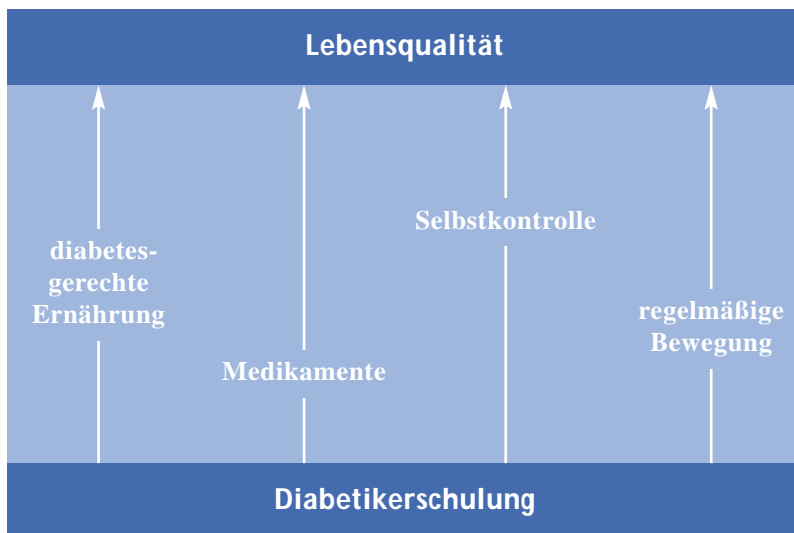 Lebensqualität
Selbstkontrolle
diabetes-
gerechte
Ernährung
regelmäßige
Bewegung
Medikamente
Diabetikerschulung